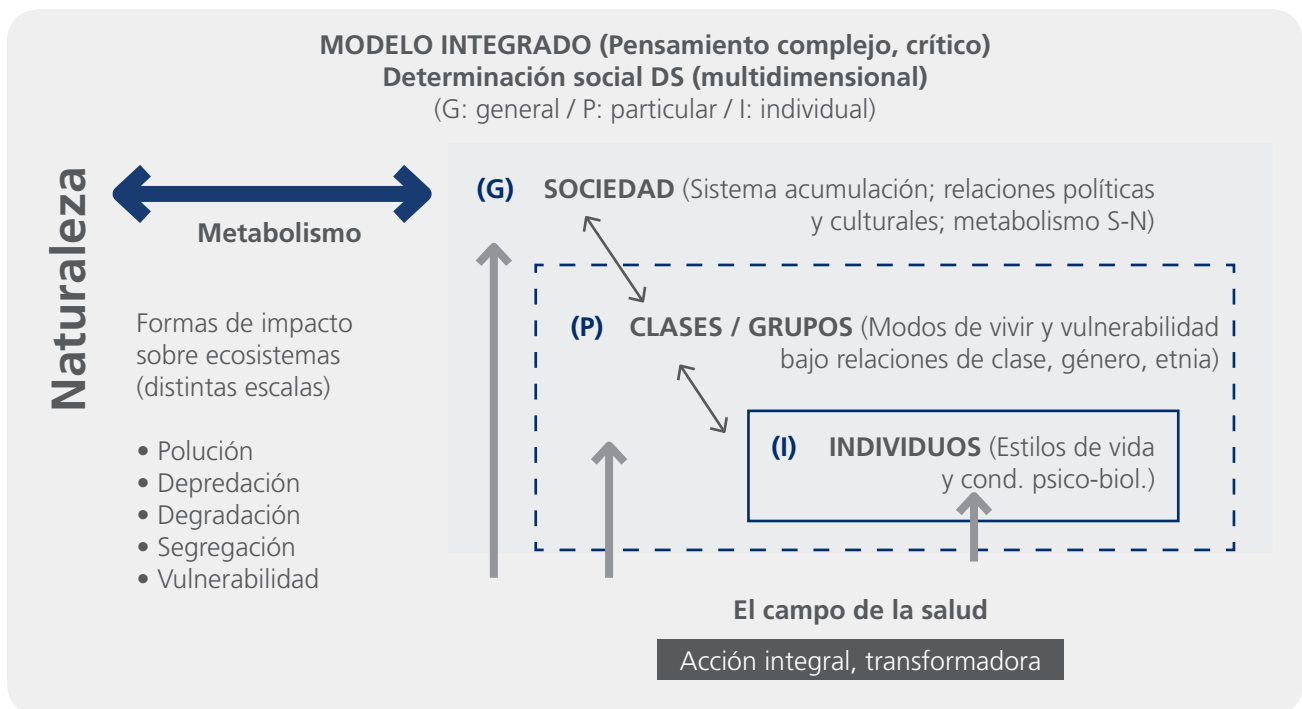 MODELO INTEGRADO (Pensamiento complejo, crítico)
Determinación social DS (multidimensional)
(G: general / P: particular / I: individual)
Naturaleza
Metabolismo
Formas de impacto
sobre ecosistemas
(distintas escalas)
• Polución
• Depredación
• Degradación
• Segregación
• Vulnerabilidad
(G) SOCIEDAD (Sistema acumulación; relaciones políticas
y culturales; metabolismo S-N)
(P) CLASES / GRUPOS (Modos de vivir y vulnerabilidad
bajo relaciones de clase, género, etnia)
(I) INDIVIDUOS (Estilos de vida
y cond. psico-biol.)
El campo de la salud
Acción integral, transformadora